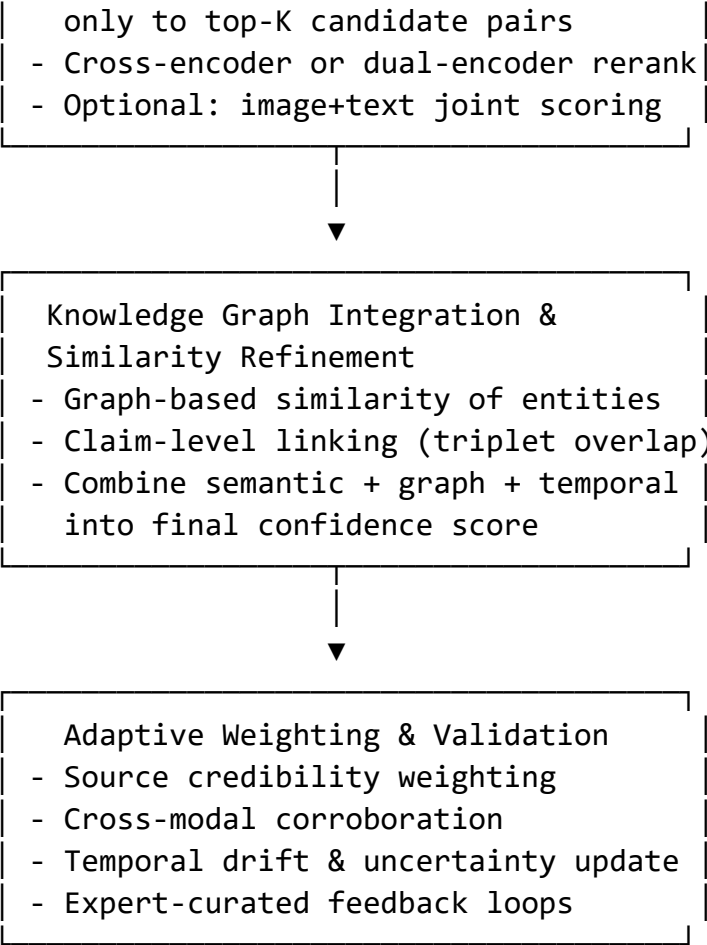 only to top-K candidate pairs
- Cross-encoder or dual-encoder rerank
- Optional: image+text joint scoring
Knowledge Graph Integration &
Similarity Refinement
- Graph-based similarity of entities
- Claim-level linking (triplet overlap)
- Combine semantic + graph + temporal
into final confidence score
Adaptive Weighting & Validation
- Source credibility weighting
- Cross-modal corroboration
- Temporal drift & uncertainty update
- Expert-curated feedback loops